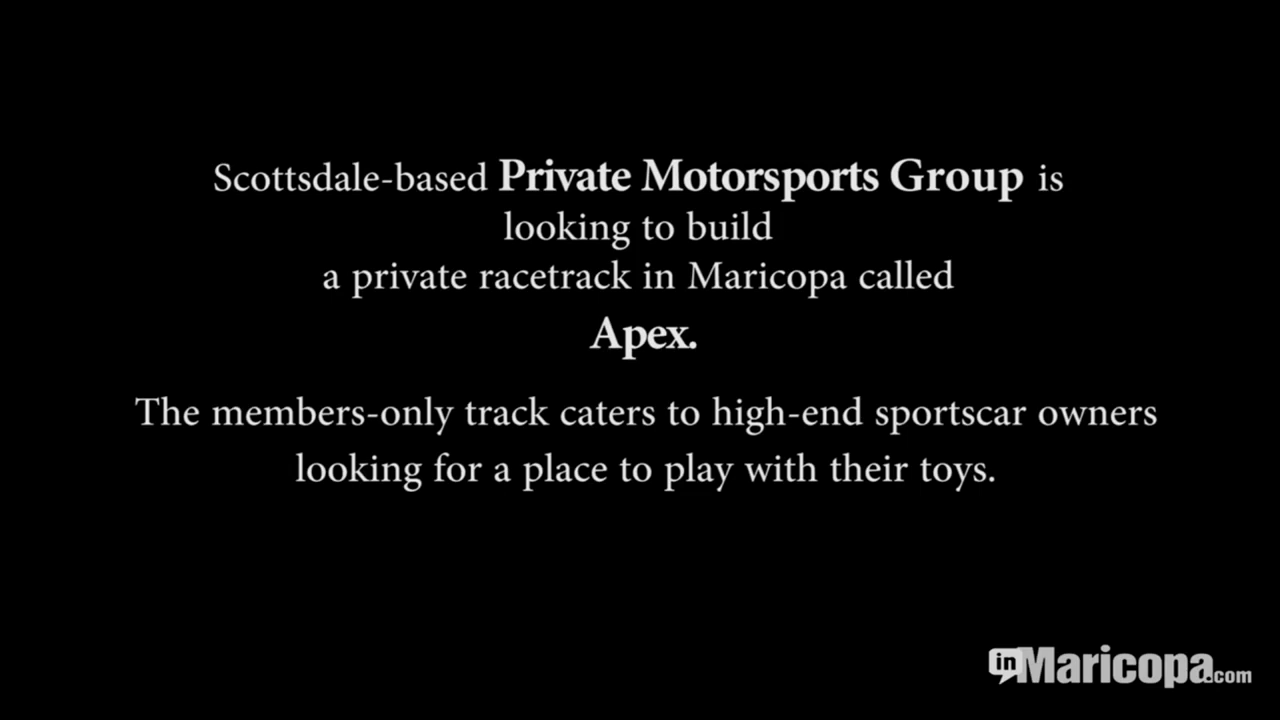 Scottsdale-based Private Motorsports Group is
looking to build
a private racetrack in Maricopa called
Apex.
The members-only track caters to high-end sportscar owners
looking for a place to play with their toys.
inMaricopa.com